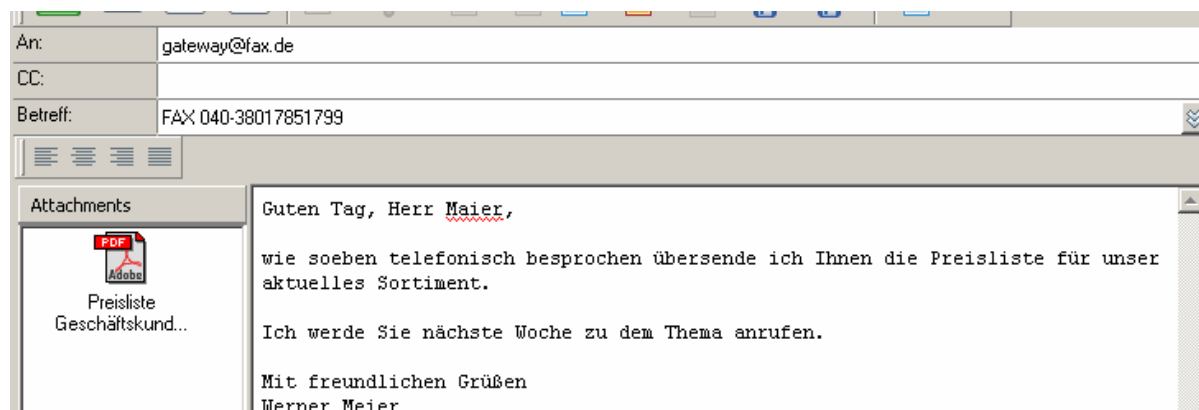 An: gateway@fax.de
CC:
Betreff: FAX 040-38017851799
Attachments
PDF
Adobe
Preisliste
Geschäftskund...
Guten Tag, Herr Maier,
wie soeben telefonisch besprochen übersende ich Ihnen die Preisliste für unser
aktuelles Sortiment.
Ich werde Sie nächste Woche zu dem Thema anrufen.
Mit freundlichen Grüßen
Werner Meier